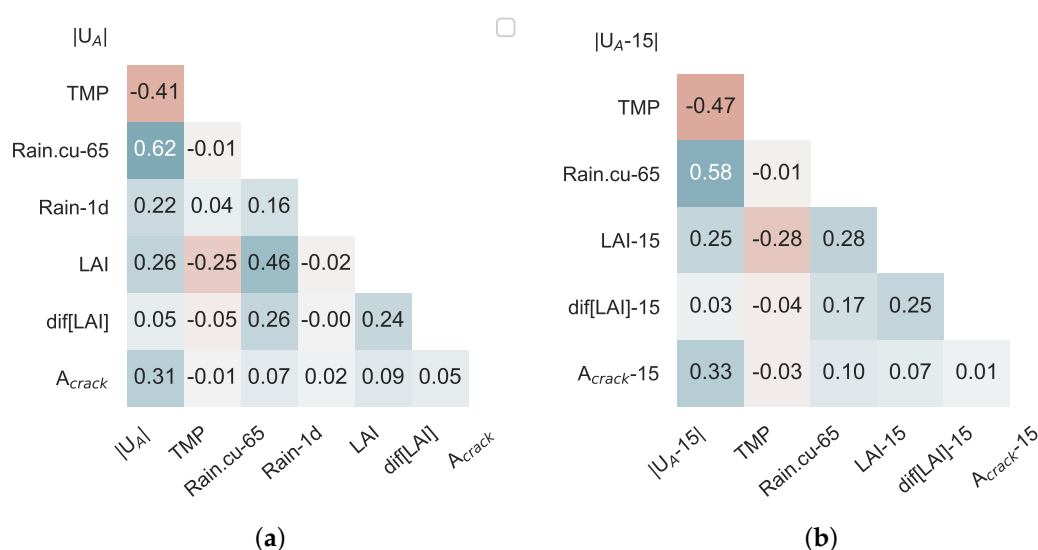 |U_A|
TMP -0.41
Rain.cu-65 0.62 -0.01
Rain-1d 0.22 0.04 0.16
LAI 0.26 -0.25 0.46 -0.02
dif[LAI] 0.05 -0.05 0.26 -0.00 0.24
A_crack 0.31 -0.01 0.07 0.02 0.09 0.05
|U_A| TMP Rain.cu-65 Rain-1d LAI dif[LAI] A_crack
(a)
|U_A-15|
TMP -0.47
Rain.cu-65 0.58 -0.01
LAI-15 0.25 -0.28 0.28
dif[LAI]-15 0.03 -0.04 0.17 0.25
A_crack-15 0.33 -0.03 0.10 0.07 0.01
|U_A-15| TMP Rain.cu-65 LAI-15 dif[LAI]-15 A_crack-15
(b)